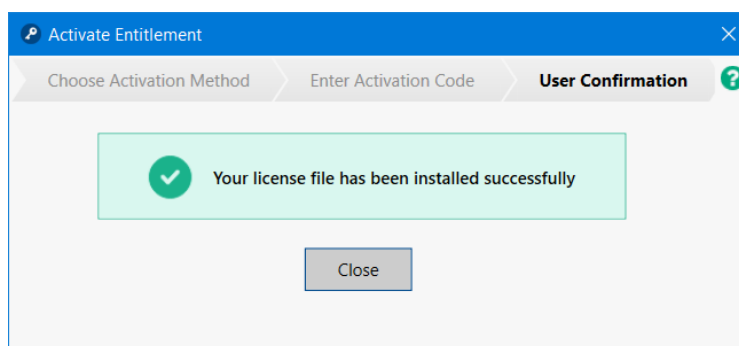 Activate Entitlement
Choose Activation Method
Enter Activation Code
User Confirmation
?
Your license file has been installed successfully
Close